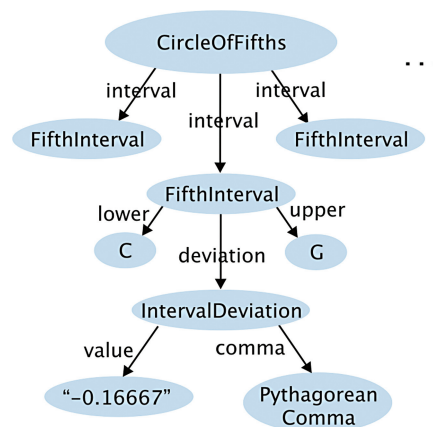 CircleOfFifths
..
interval
interval
interval
FifthInterval
FifthInterval
FifthInterval
lower
upper
C
G
deviation
IntervalDeviation
value
comma
“–0.16667”
Pythagorean
Comma